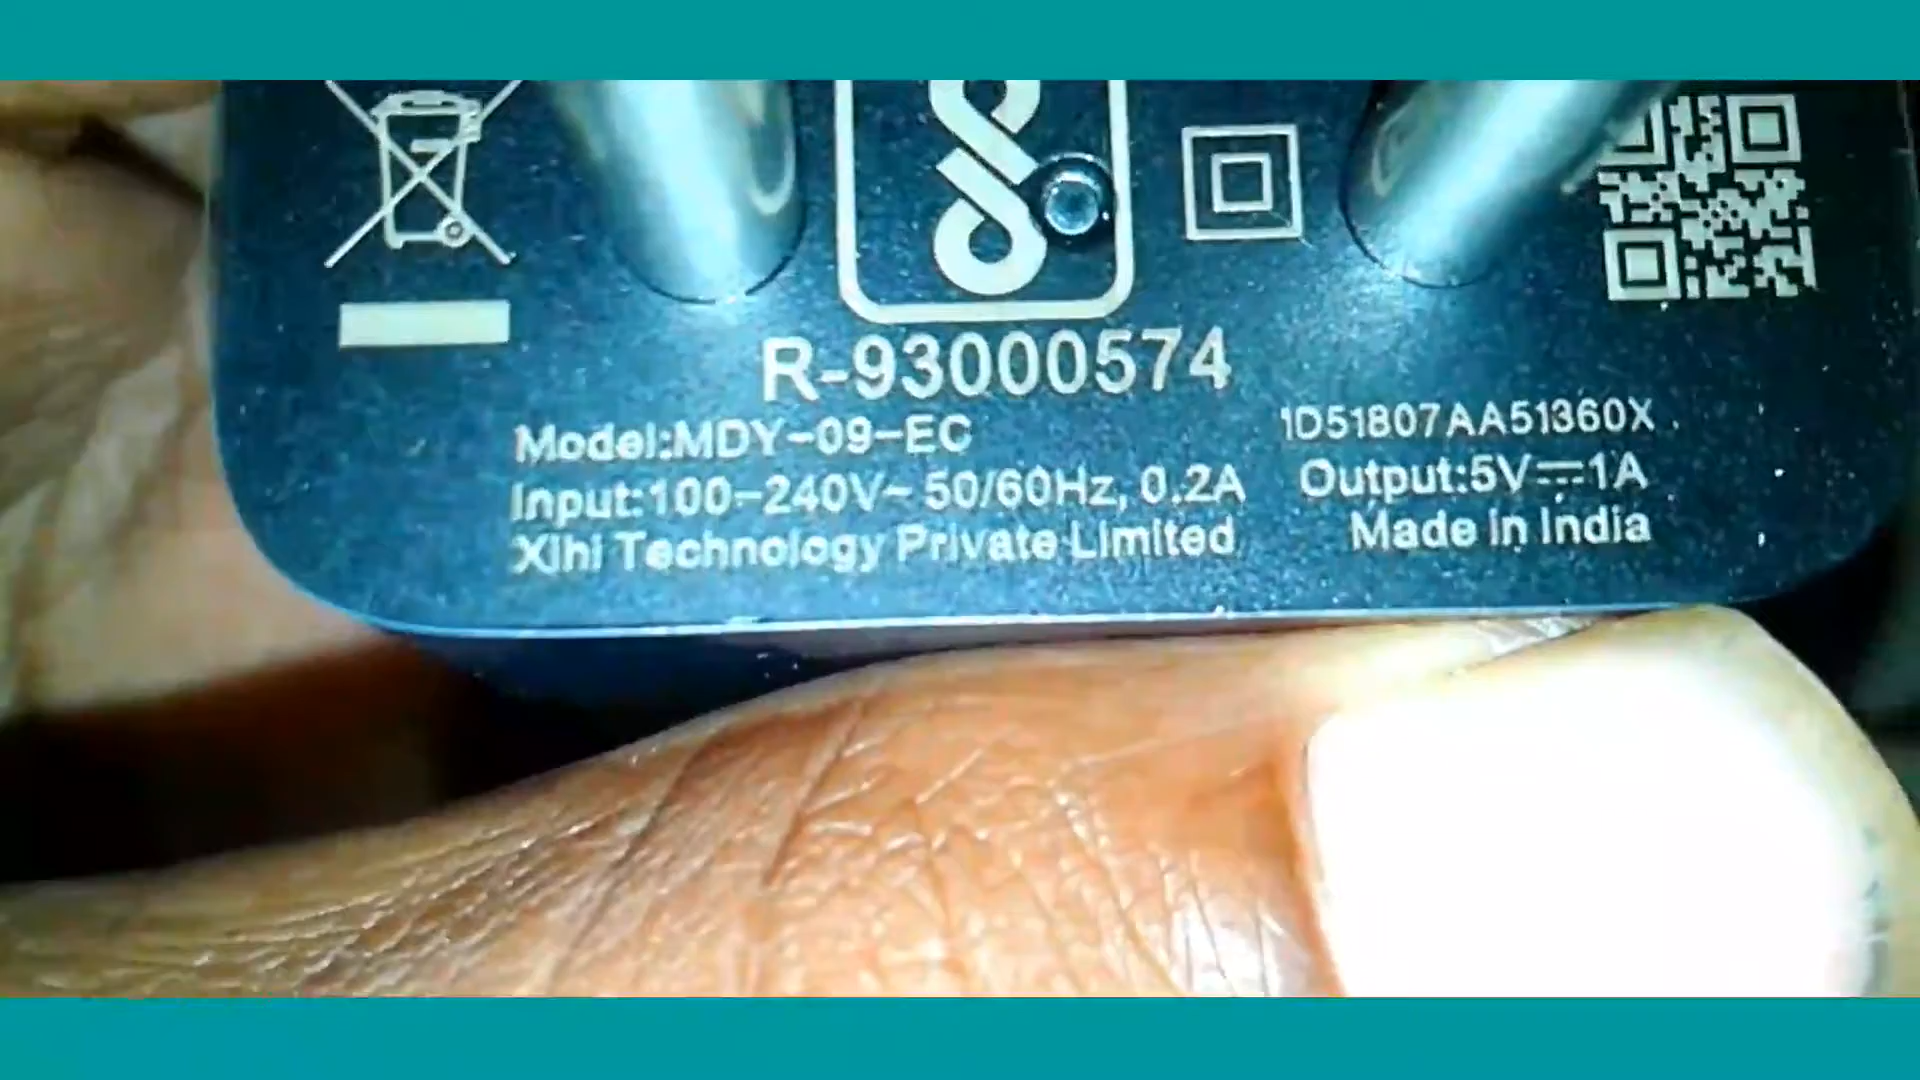 R-93000574
Model:MDY-09-EC
1D51807AA51360X
Input:100-240V~ 50/60Hz, 0.2A
Output:5V⎓1A
Xihi Technology Private Limited
Made in India